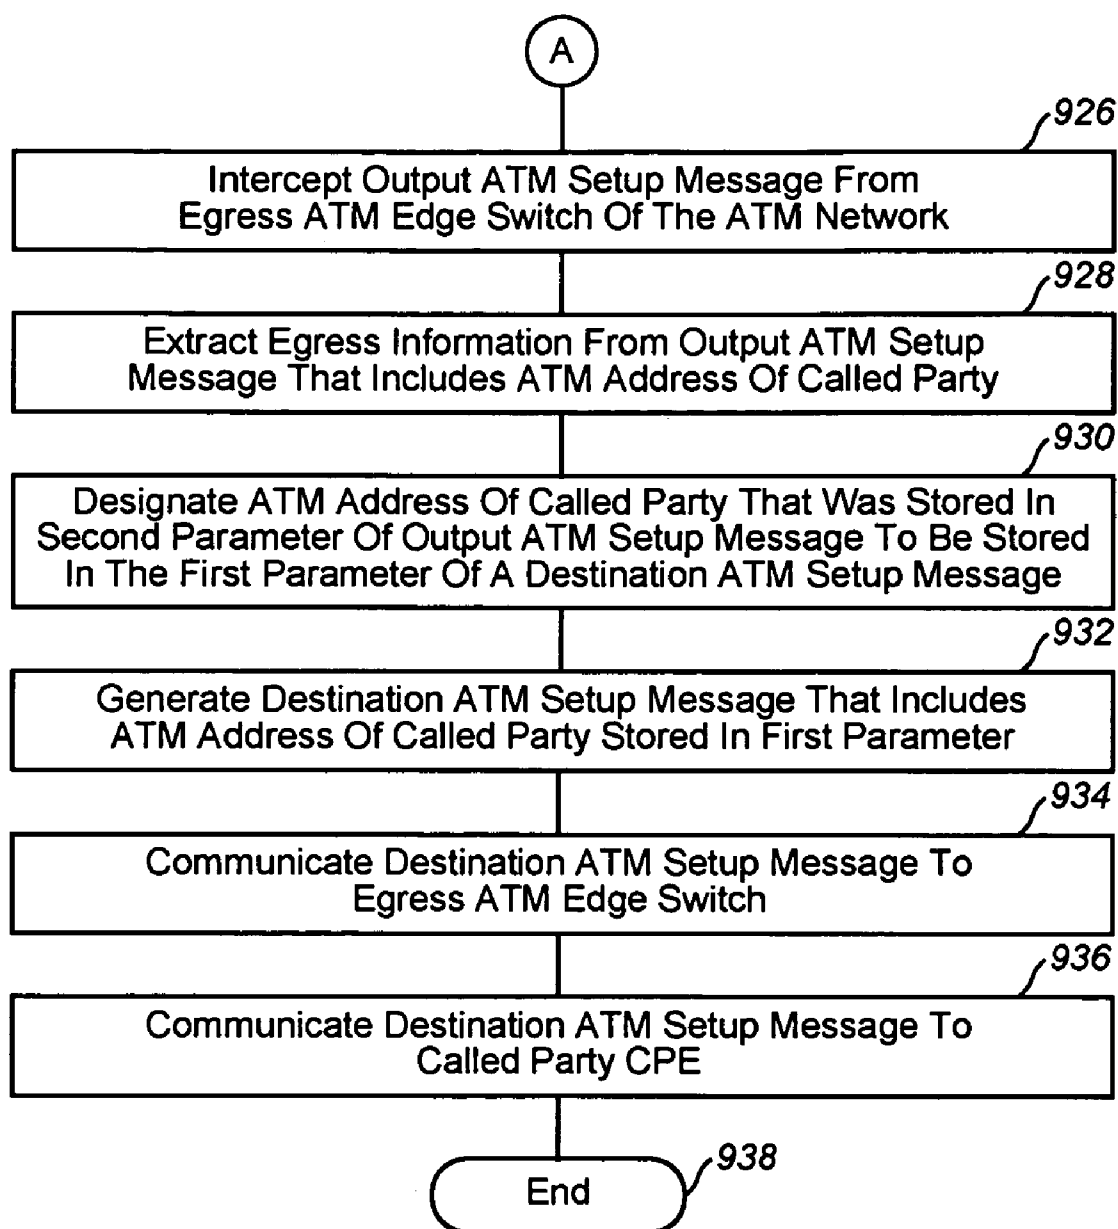 A
926
Intercept Output ATM Setup Message From
Egress ATM Edge Switch Of The ATM Network
928
Extract Egress Information From Output ATM Setup
Message That Includes ATM Address Of Called Party
930
Designate ATM Address Of Called Party That Was Stored In
Second Parameter Of Output ATM Setup Message To Be Stored
In The First Parameter Of A Destination ATM Setup Message
932
Generate Destination ATM Setup Message That Includes
ATM Address Of Called Party Stored In First Parameter
934
Communicate Destination ATM Setup Message To
Egress ATM Edge Switch
936
Communicate Destination ATM Setup Message To
Called Party CPE
938
End